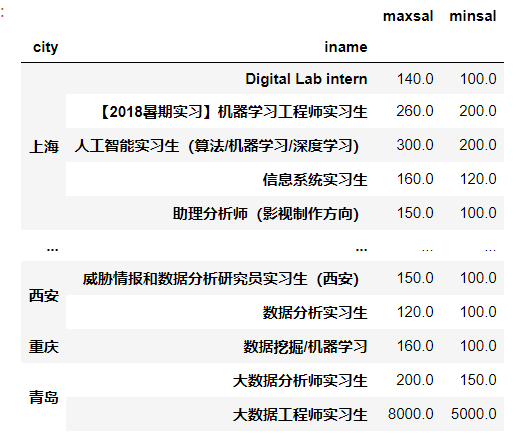 :
maxsal minsal
city iname
上海 Digital Lab intern 140.0 100.0
【2018暑期实习】机器学习工程师实习生 260.0 200.0
人工智能实习生（算法/机器学习/深度学习） 300.0 200.0
信息系统实习生 160.0 120.0
助理分析师（影视制作方向） 150.0 100.0
... ... ... ...
西安 威胁情报和数据分析研究员实习生（西安） 150.0 100.0
数据分析实习生 120.0 100.0
重庆 数据挖掘/机器学习 160.0 100.0
青岛 大数据分析师实习生 200.0 150.0
大数据工程师实习生 8000.0 5000.0